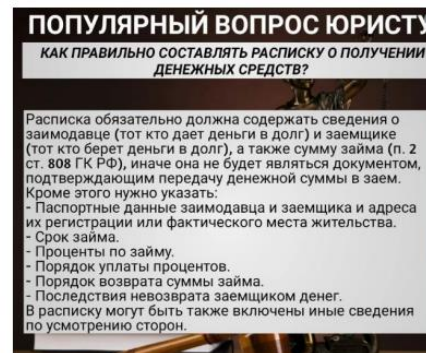 ПОПУЛЯРНЫЙ ВОПРОС ЮРИСТУ
КАК ПРАВИЛЬНО СОСТАВЛЯТЬ РАСПИСКУ О ПОЛУЧЕНИИ
ДЕНЕЖНЫХ СРЕДСТВ?
Расписка обязательно должна содержать сведения о
заимодавце (тот кто дает деньги в долг) и заемщике
(тот кто берет деньги в долг), а также сумму займа (п. 2
ст. 808 ГК РФ), иначе она не будет являться документом,
подтверждающим передачу денежной суммы в заем.
Кроме этого нужно указать:
- Паспортные данные заимодавца и заемщика и адреса
их регистрации или фактического места жительства.
- Срок займа.
- Проценты по займу.
- Порядок уплаты процентов.
- Порядок возврата суммы займа.
- Последствия невозврата заемщиком денег.
В расписку могут быть также включены иные сведения
по усмотрению сторон.